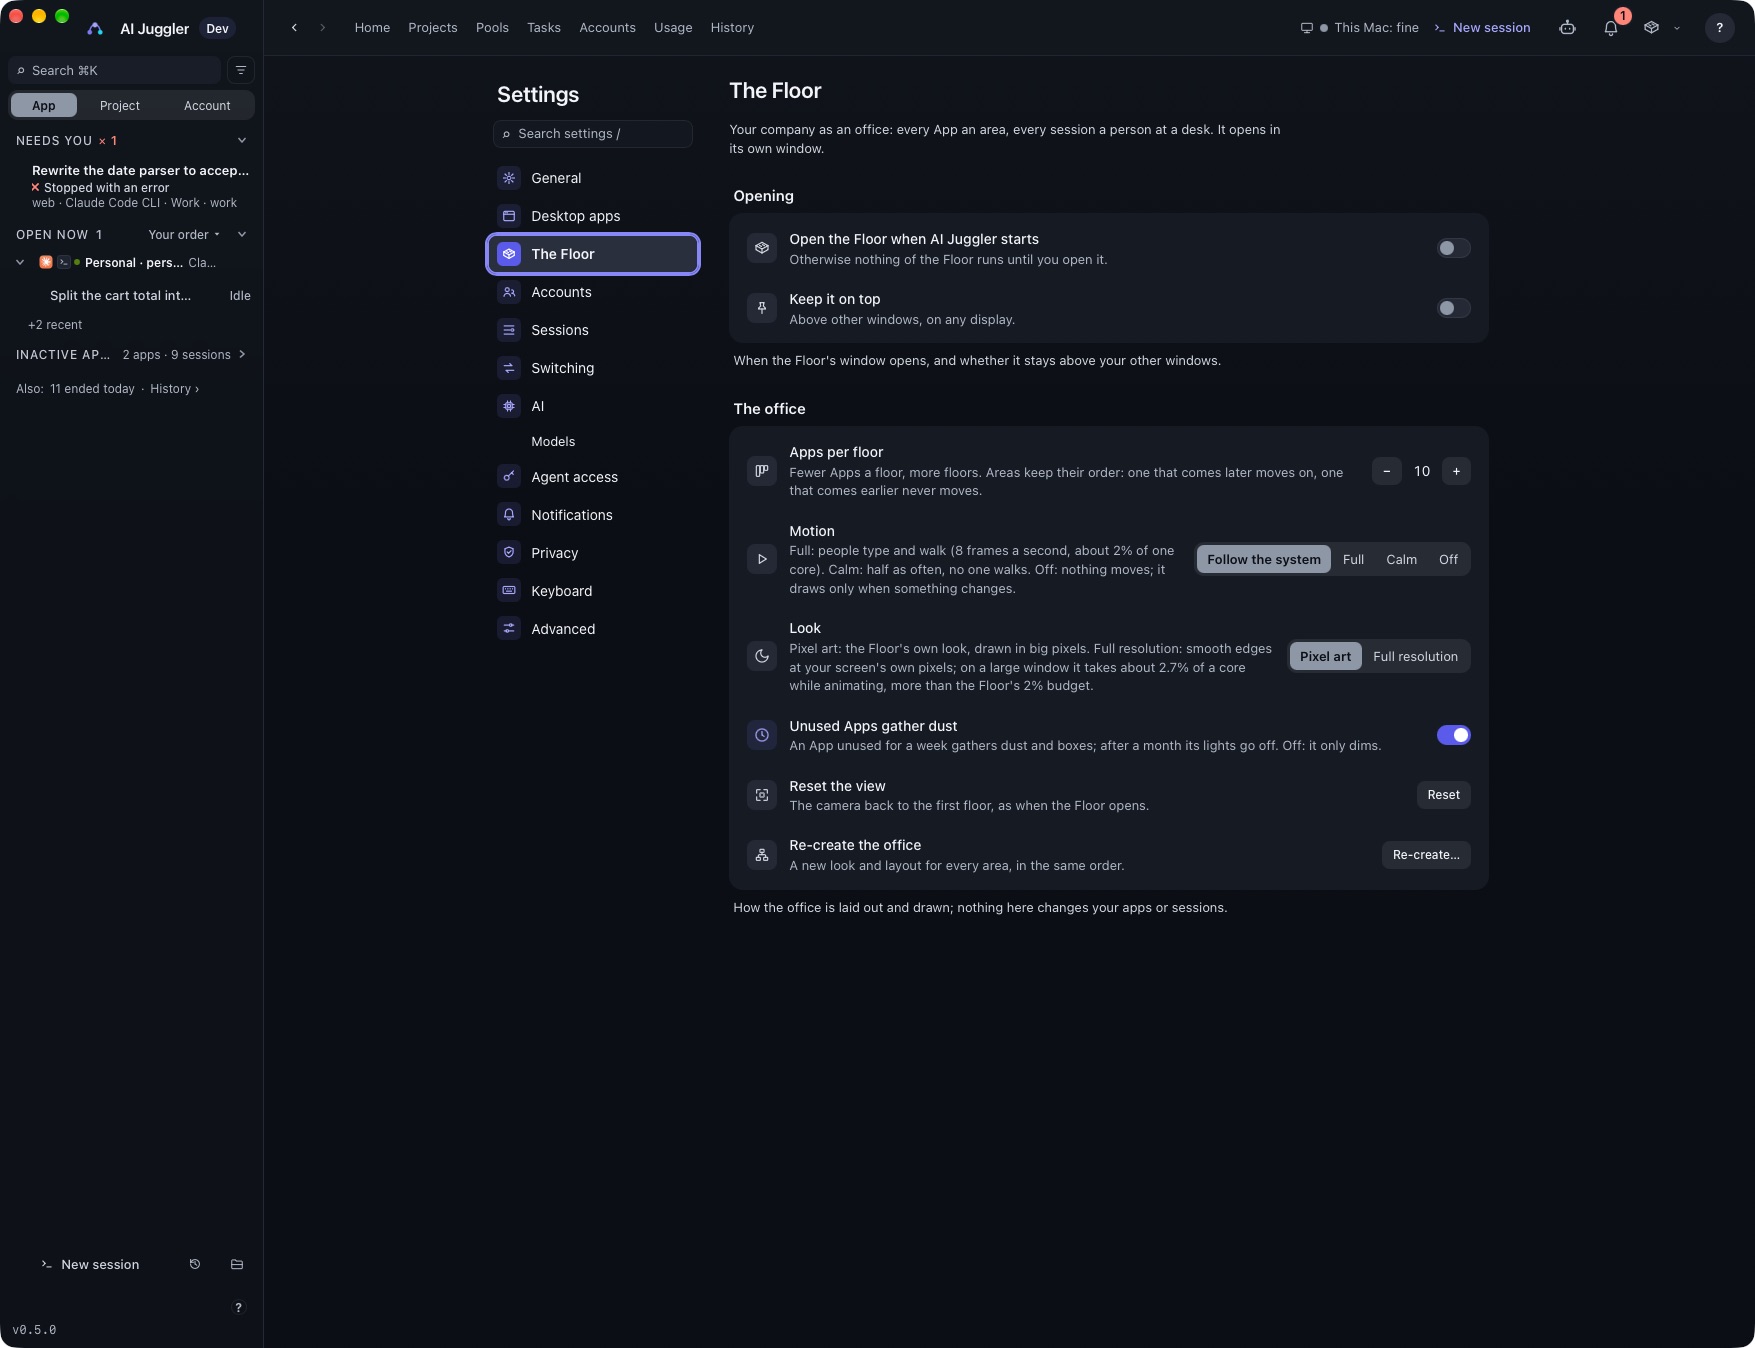 AI Juggler Dev
Search ⌘K
App Project Account
NEEDS YOU × 1
Rewrite the date parser to accep...
× Stopped with an error
web · Claude Code CLI · Work · work
OPEN NOW 1 Your order
Personal · pers... Cla...
Split the cart total int... Idle
+2 recent
INACTIVE AP... 2 apps · 9 sessions
Also: 11 ended today · History ›
New session
?
v0.5.0
Home Projects Pools Tasks Accounts Usage History
This Mac: fine New session 1 ?
Settings
Search settings /
General
Desktop apps
The Floor
Accounts
Sessions
Switching
AI
Models
Agent access
Notifications
Privacy
Keyboard
Advanced
The Floor
Your company as an office: every App an area, every session a person at a desk. It opens in
its own window.
Opening
Open the Floor when AI Juggler starts
Otherwise nothing of the Floor runs until you open it.
Keep it on top
Above other windows, on any display.
When the Floor's window opens, and whether it stays above your other windows.
The office
Apps per floor
Fewer Apps a floor, more floors. Areas keep their order: one that comes later moves on, one
that comes earlier never moves.
− 10 +
Motion
Full: people type and walk (8 frames a second, about 2% of one
core). Calm: half as often, no one walks. Off: nothing moves; it
draws only when something changes.
Follow the system Full Calm Off
Look
Pixel art: the Floor's own look, drawn in big pixels. Full resolution: smooth edges
at your screen's own pixels; on a large window it takes about 2.7% of a core
while animating, more than the Floor's 2% budget.
Pixel art Full resolution
Unused Apps gather dust
An App unused for a week gathers dust and boxes; after a month its lights go off. Off: it only dims.
Reset the view
The camera back to the first floor, as when the Floor opens.
Reset
Re-create the office
A new look and layout for every area, in the same order.
Re-create...
How the office is laid out and drawn; nothing here changes your apps or sessions.